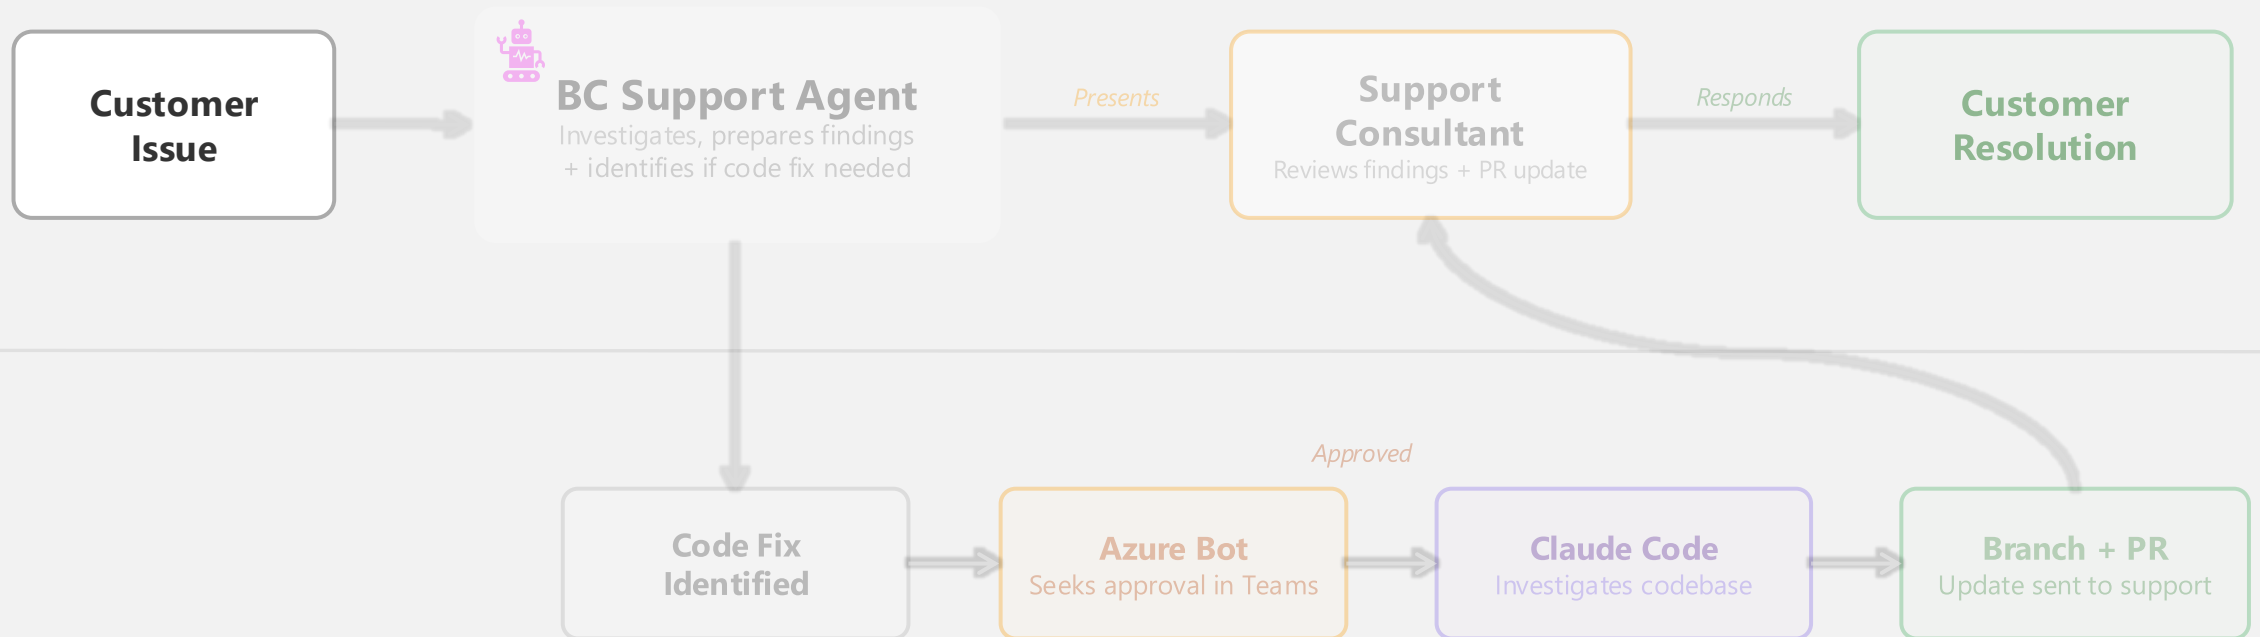 Customer
Issue
BC Support Agent
Investigates, prepares findings
+ identifies if code fix needed
Presents
Support
Consultant
Reviews findings + PR update
Responds
Customer
Resolution
Approved
Code Fix
Identified
Azure Bot
Seeks approval in Teams
Claude Code
Investigates codebase
Branch + PR
Update sent to support